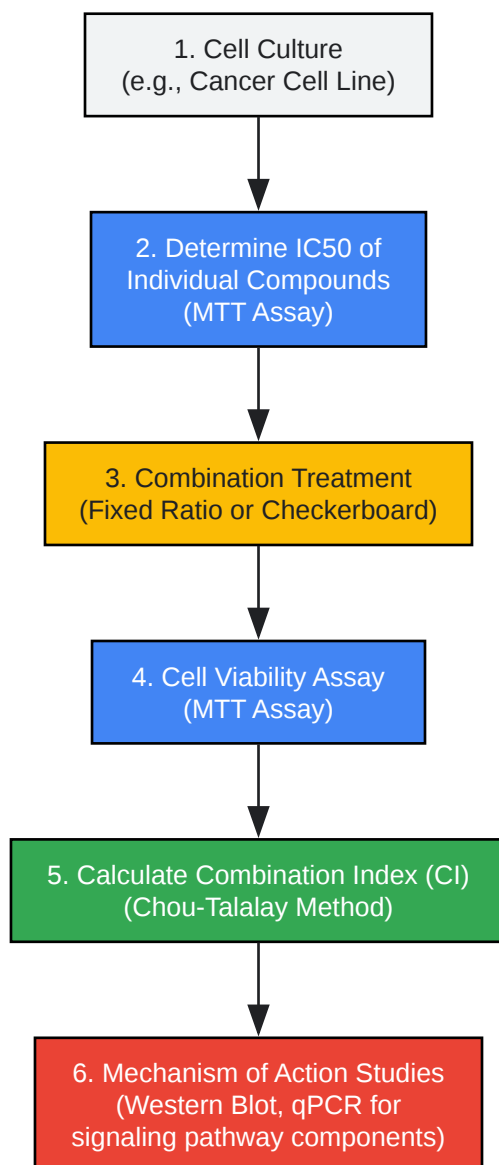 1. Cell Culture
(e.g., Cancer Cell Line)
2. Determine IC50 of
Individual Compounds
(MTT Assay)
3. Combination Treatment
(Fixed Ratio or Checkerboard)
4. Cell Viability Assay
(MTT Assay)
5. Calculate Combination Index (CI)
(Chou-Talalay Method)
6. Mechanism of Action Studies
(Western Blot, qPCR for
signaling pathway components)